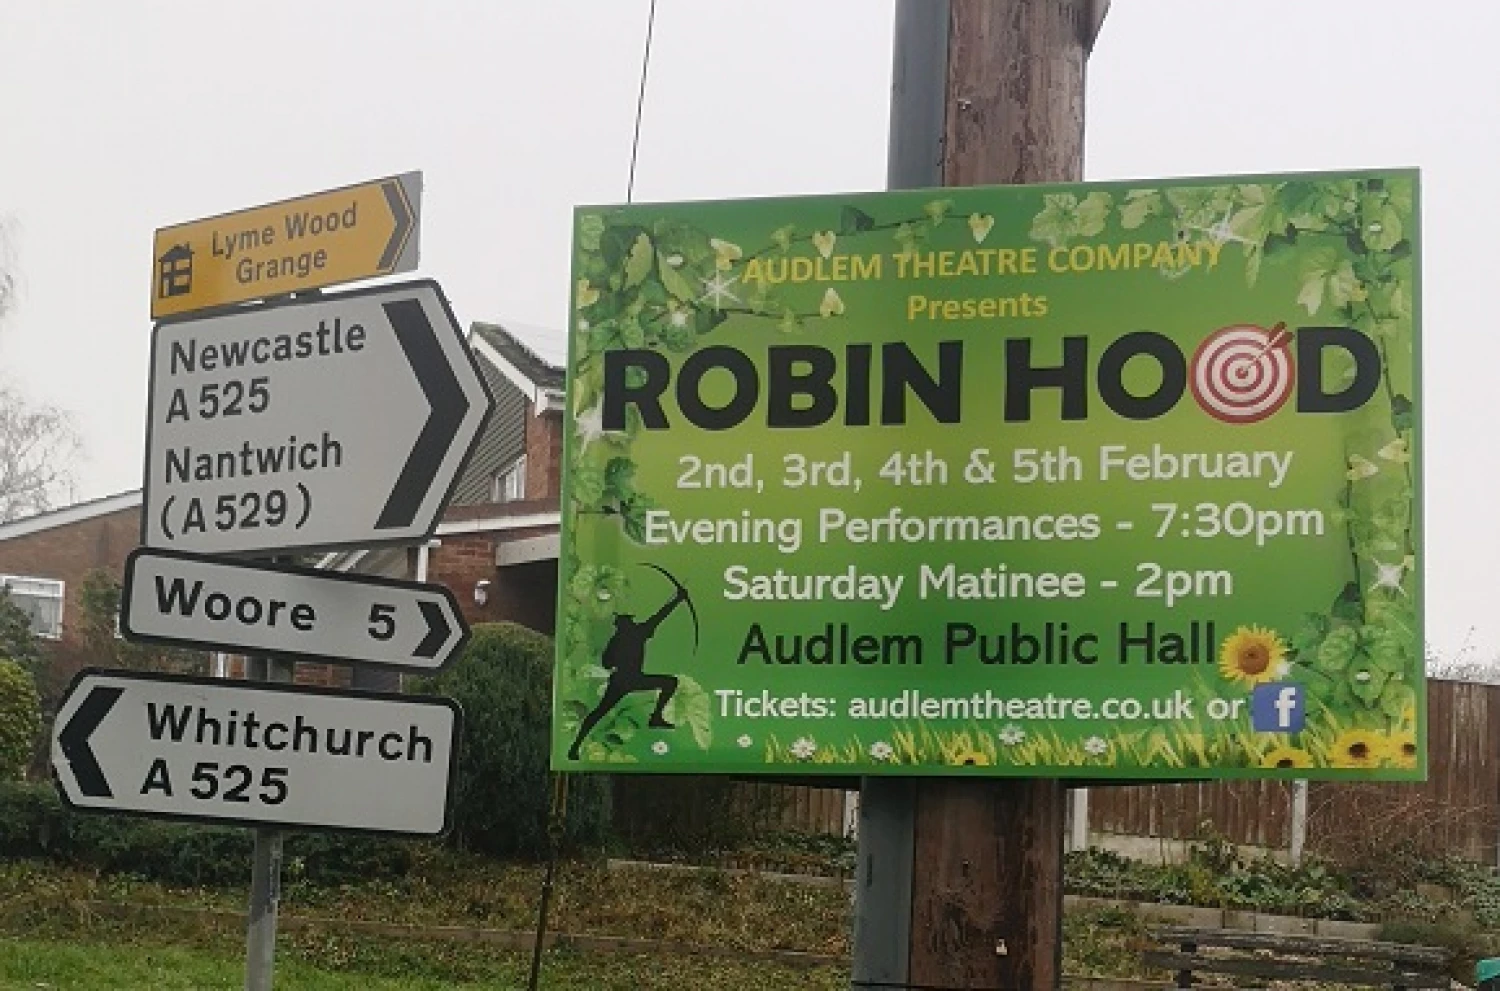 Lyme Wood
Grange
Newcastle
A 525
Nantwich
(A 529)
Woore 5
Whitchurch
A 525
AUDLEM THEATRE COMPANY
Presents
ROBIN HOOD
2nd, 3rd, 4th & 5th February
Evening Performances - 7:30pm
Saturday Matinee - 2pm
Audlem Public Hall
Tickets: audlemtheatre.co.uk or f